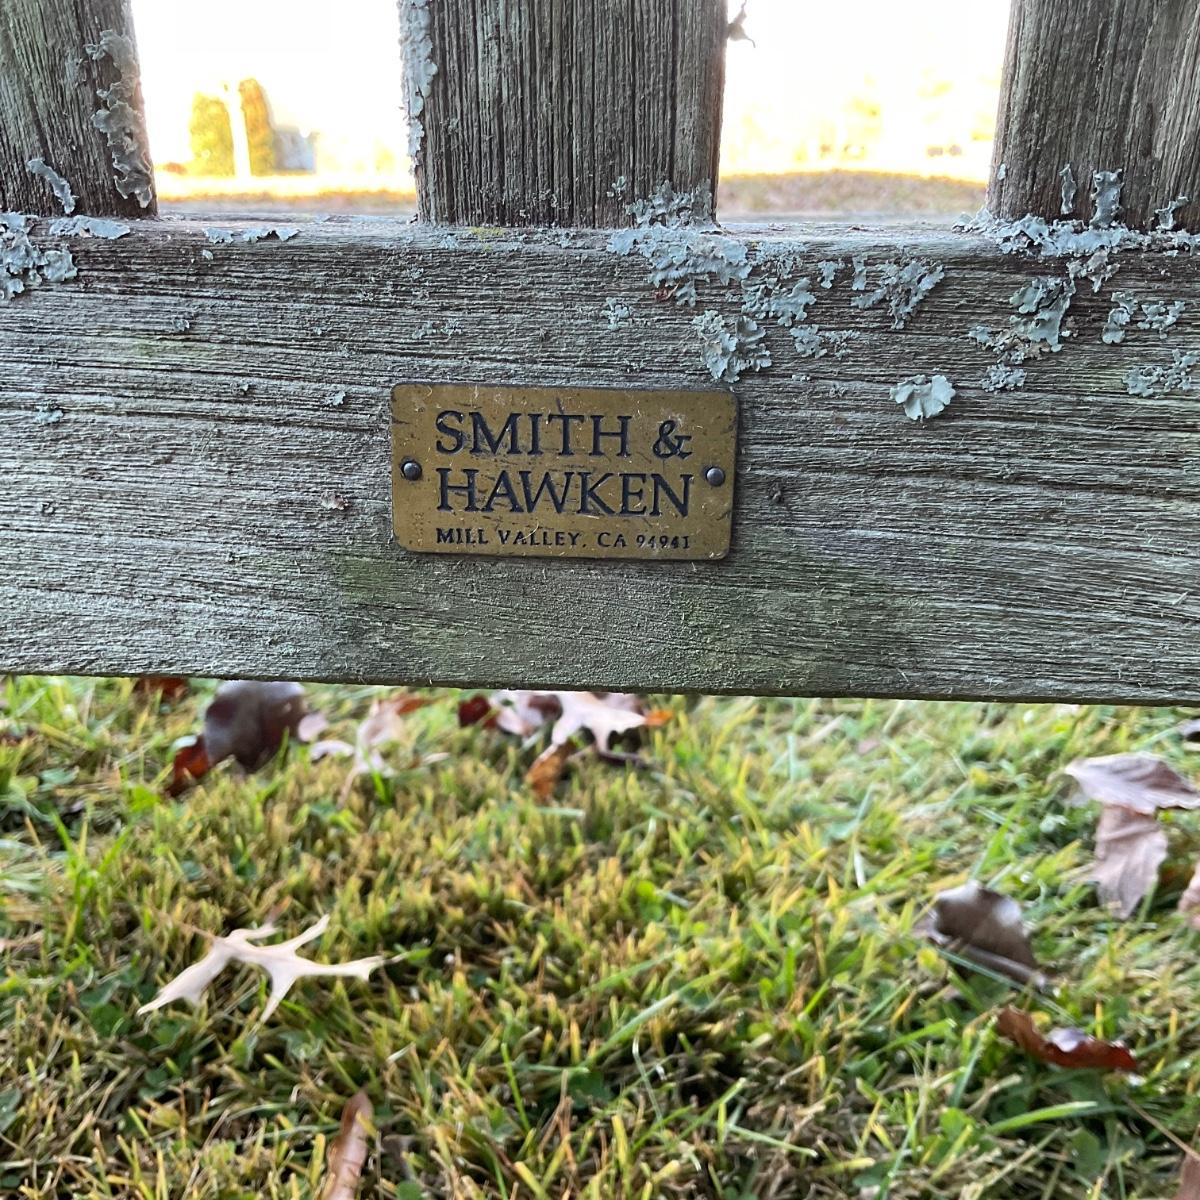 SMITH &
HAWKEN
MILL VALLEY, CA 94941